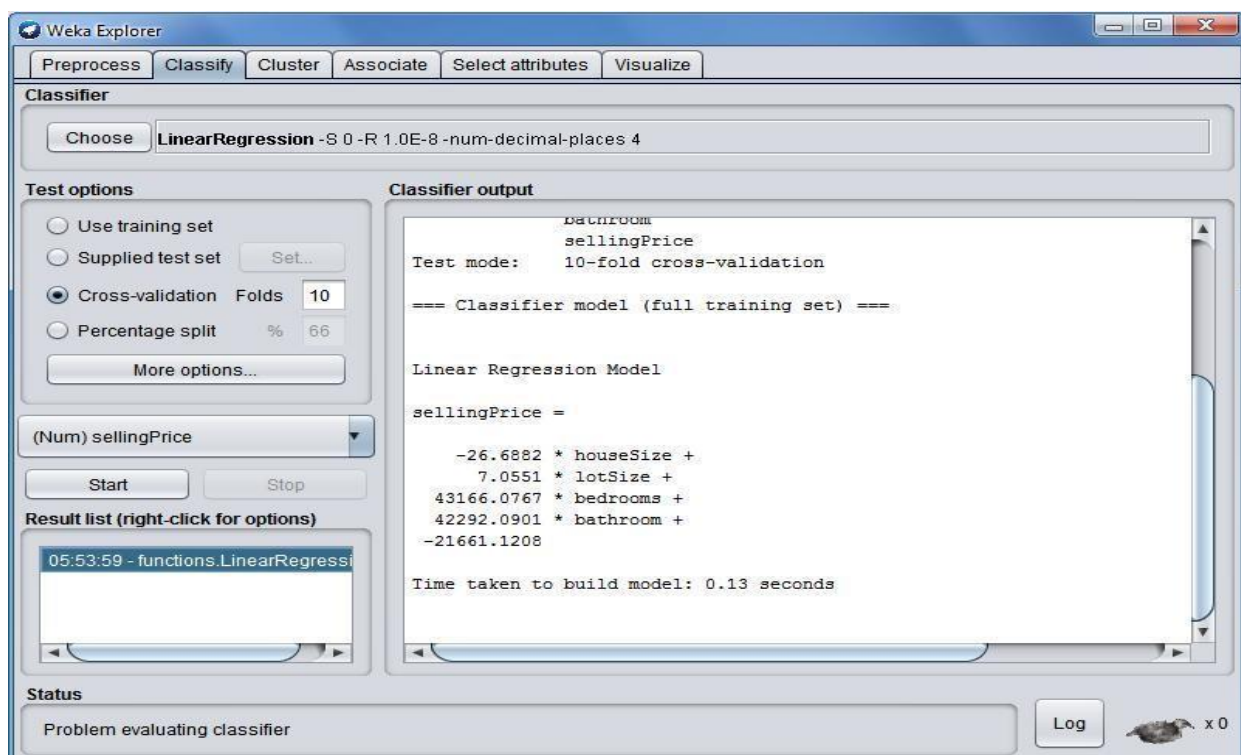 Weka Explorer
Preprocess Classify Cluster Associate Select attributes Visualize
Classifier
Choose LinearRegression -S 0 -R 1.0E-8 -num-decimal-places 4
Test options
Use training set
Supplied test set Set...
Cross-validation Folds 10
Percentage split % 66
More options...
(Num) sellingPrice
Start Stop
Result list (right-click for options)
05:53:59 - functions.LinearRegressi
Classifier output
bathroom
sellingPrice
Test mode: 10-fold cross-validation
=== Classifier model (full training set) ===
Linear Regression Model
sellingPrice =
-26.6882 * houseSize +
7.0551 * lotSize +
43166.0767 * bedrooms +
42292.0901 * bathroom +
-21661.1208
Time taken to build model: 0.13 seconds
Status
Problem evaluating classifier
Log x 0